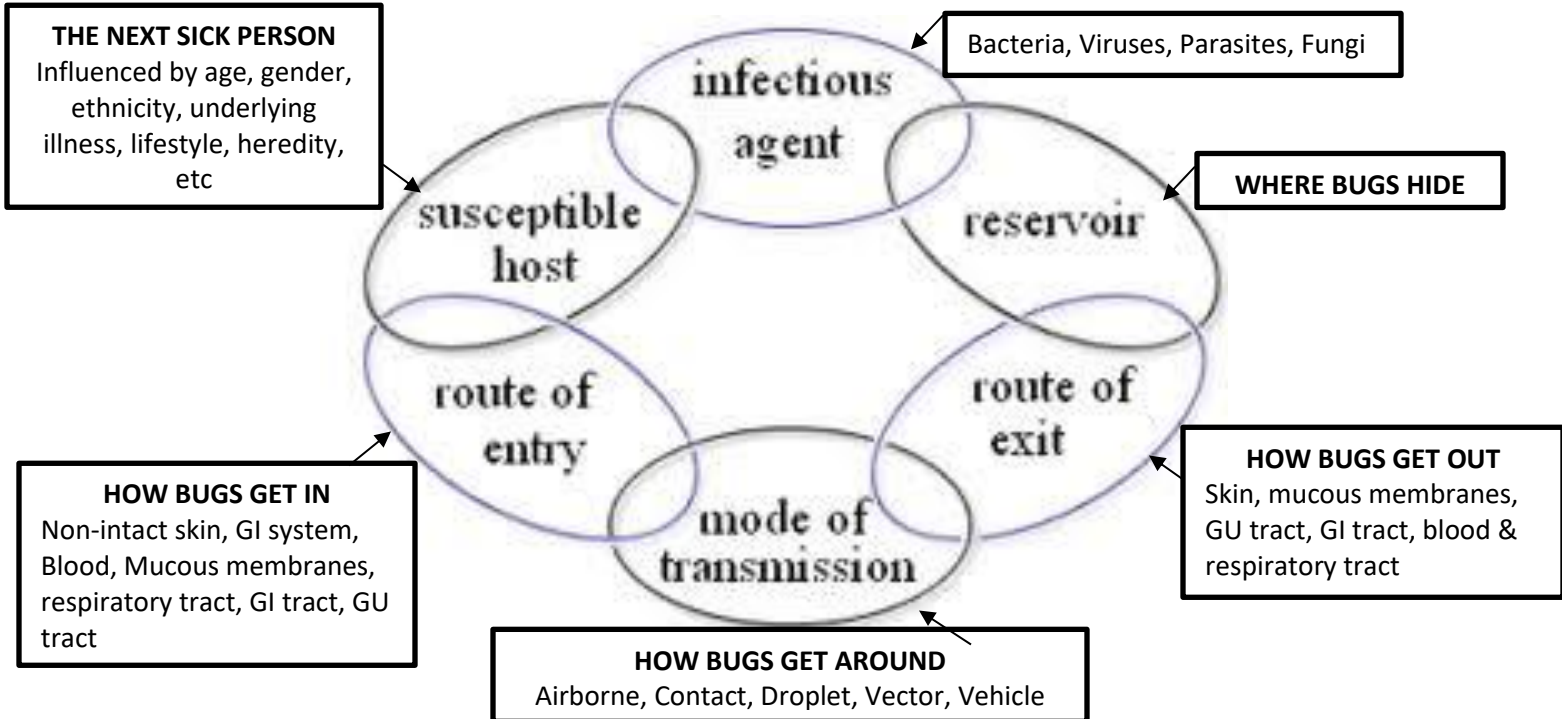 THE NEXT SICK PERSON
Influenced by age, gender,
ethnicity, underlying
illness, lifestyle, heredity,
etc
infectious
agent
Bacteria, Viruses, Parasites, Fungi
susceptible
host
reservoir
WHERE BUGS HIDE
route of
entry
route of
exit
HOW BUGS GET IN
Non-intact skin, GI system,
Blood, Mucous membranes,
respiratory tract, GI tract, GU
tract
mode of
transmission
HOW BUGS GET OUT
Skin, mucous membranes,
GU tract, GI tract, blood &
respiratory tract
HOW BUGS GET AROUND
Airborne, Contact, Droplet, Vector, Vehicle